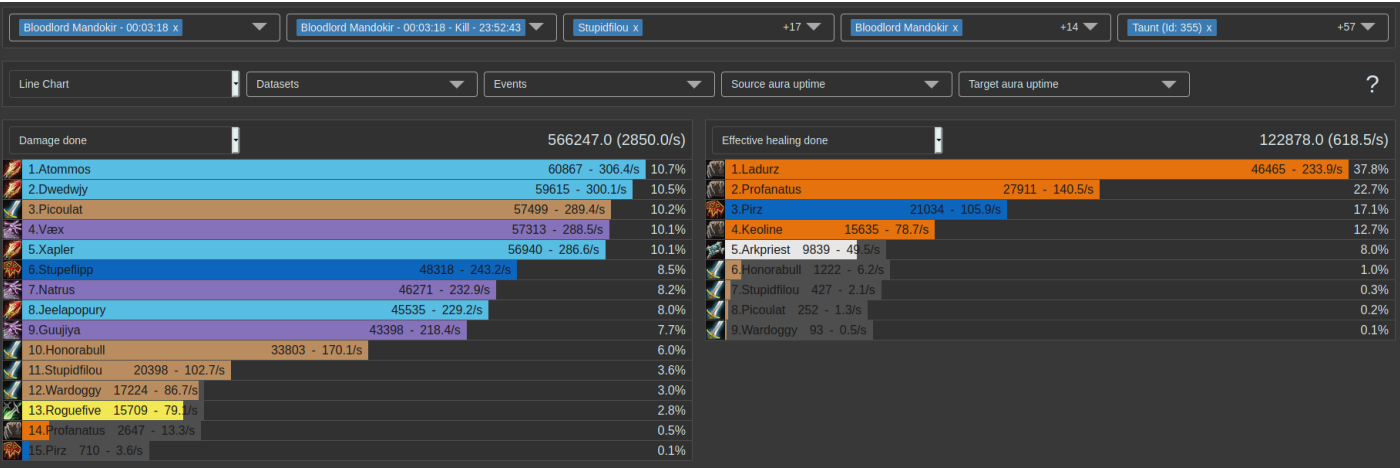 Bloodlord Mandokir - 00:03:18 x
Bloodlord Mandokir - 00:03:18 - Kill - 23:52:43 x
Stupidfilou x +17
Bloodlord Mandokir x +14
Taunt (Id: 355) x +57
Line Chart
Datasets
Events
Source aura uptime
Target aura uptime
?
Damage done 566247.0 (2850.0/s)
1.Atommos 60867 - 306.4/s 10.7%
2.Dwedwjy 59615 - 300.1/s 10.5%
3.Picoulat 57499 - 289.4/s 10.2%
4.Væx 57313 - 288.5/s 10.1%
5.Xapler 56940 - 286.6/s 10.1%
6.Stupeflipp 48318 - 243.2/s 8.5%
7.Natrus 46271 - 232.9/s 8.2%
8.Jeelapopury 45535 - 229.2/s 8.0%
9.Guujiya 43398 - 218.4/s 7.7%
10.Honorabull 33803 - 170.1/s 6.0%
11.Stupidfilou 20398 - 102.7/s 3.6%
12.Wardoggy 17224 - 86.7/s 3.0%
13.Roguefive 15709 - 79.1/s 2.8%
14.Profanatus 2647 - 13.3/s 0.5%
15.Pirz 710 - 3.6/s 0.1%
Effective healing done 122878.0 (618.5/s)
1.Ladurz 46465 - 233.9/s 37.8%
2.Profanatus 27911 - 140.5/s 22.7%
3.Pirz 21034 - 105.9/s 17.1%
4.Keoline 15635 - 78.7/s 12.7%
5.Arkpriest 9839 - 49.5/s 8.0%
6.Honorabull 1222 - 6.2/s 1.0%
7.Stupidfilou 427 - 2.1/s 0.3%
8.Picoulat 252 - 1.3/s 0.2%
9.Wardoggy 93 - 0.5/s 0.1%